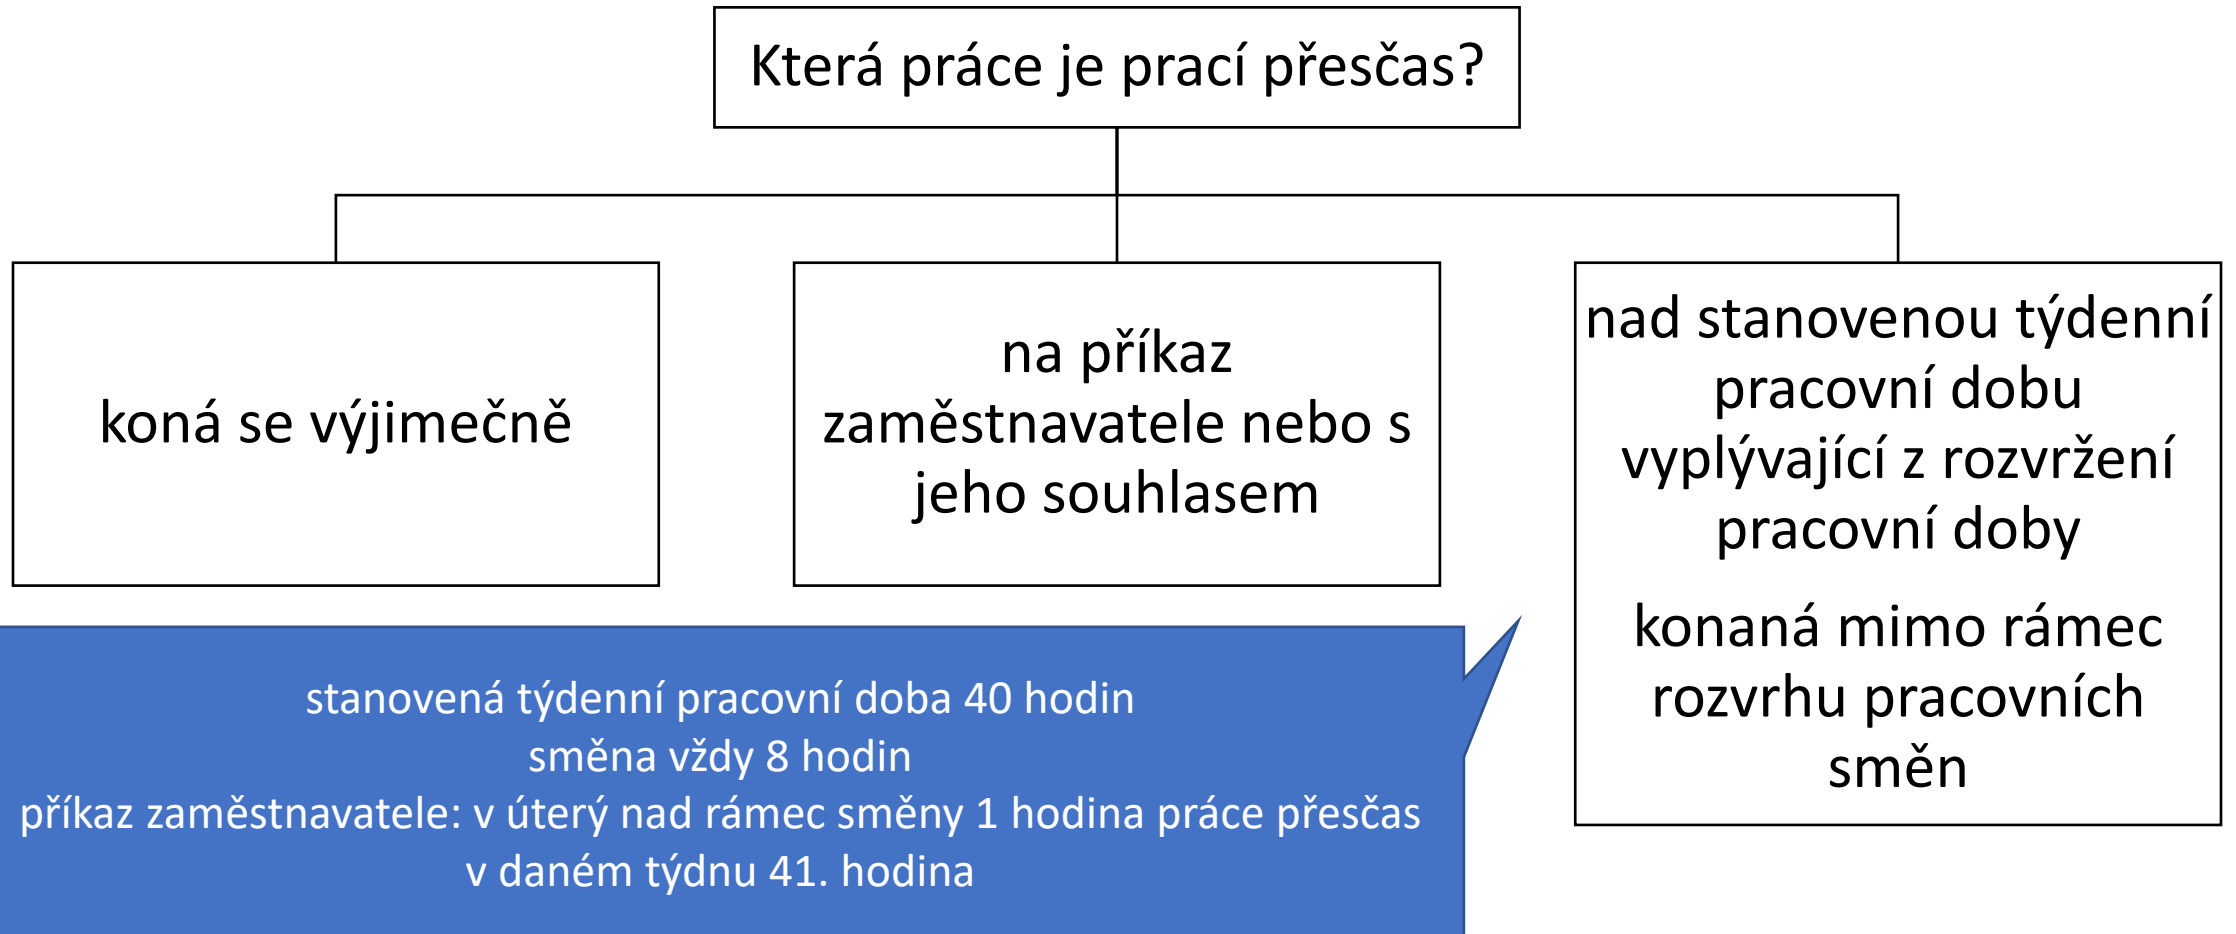 Která práce je prací přesčas?
koná se výjimečně
na příkaz
zaměstnavatele nebo s
jeho souhlasem
nad stanovenou týdenní
pracovní dobu
vyplývající z rozvržení
pracovní doby
konaná mimo rámec
rozvrhu pracovních
směn
stanovená týdenní pracovní doba 40 hodin
směna vždy 8 hodin
příkaz zaměstnavatele: v úterý nad rámec směny 1 hodina práce přesčas
v daném týdnu 41. hodina